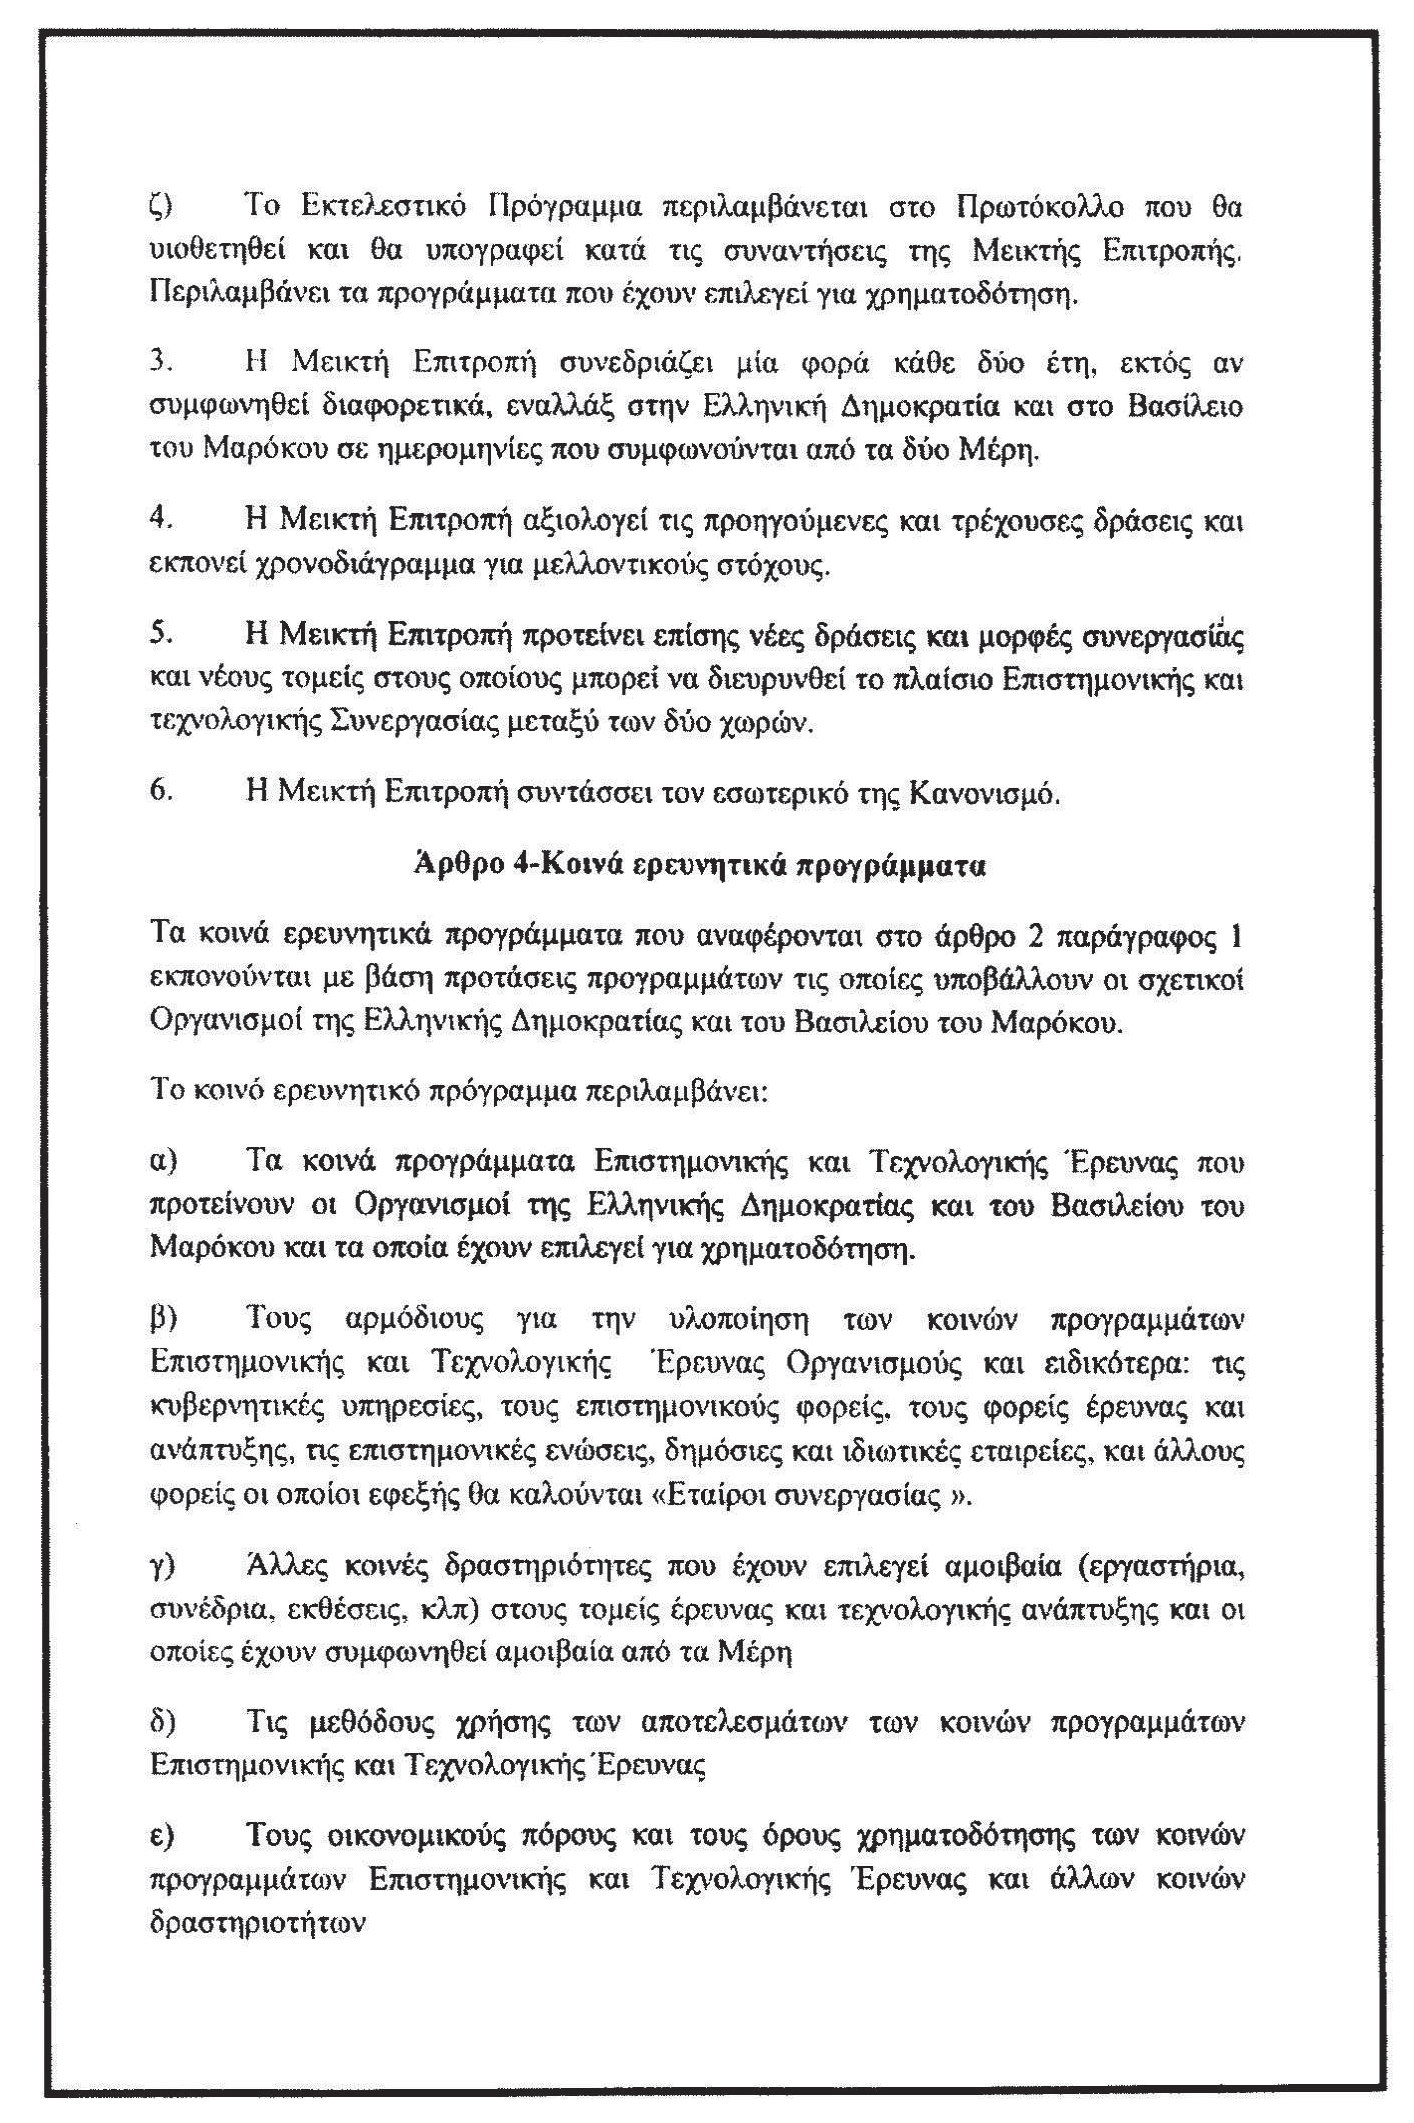 ζ) Το Εκτελεστικό Πρόγραμμα περιλαμβάνεται στο Πρωτόκολλο που θα
υιοθετηθεί και θα υπογραφεί κατά τις συναντήσεις της Μεικτής Επιτροπής.
Περιλαμβάνει τα προγράμματα που έχουν επιλεγεί για χρηματοδότηση.
3. Η Μεικτή Επιτροπή συνεδριάζει μία φορά κάθε δύο έτη, εκτός αν
συμφωνηθεί διαφορετικά, εναλλάξ στην Ελληνική Δημοκρατία και στο Βασίλειο
του Μαρόκου σε ημερομηνίες που συμφωνούνται από τα δύο Μέρη.
4. Η Μεικτή Επιτροπή αξιολογεί τις προηγούμενες και τρέχουσες δράσεις και
εκπονεί χρονοδιάγραμμα για μελλοντικούς στόχους.
5. Η Μεικτή Επιτροπή προτείνει επίσης νέες δράσεις και μορφές συνεργασίας
και νέους τομείς στους οποίους μπορεί να διευρυνθεί το πλαίσιο Επιστημονικής και
τεχνολογικής Συνεργασίας μεταξύ των δύο χωρών.
6. Η Μεικτή Επιτροπή συντάσσει τον εσωτερικό της Κανονισμό.
Άρθρο 4-Κοινά ερευνητικά προγράμματα
Τα κοινά ερευνητικά προγράμματα που αναφέρονται στο άρθρο 2 παράγραφος 1
εκπονούνται με βάση προτάσεις προγραμμάτων τις οποίες υποβάλλουν οι σχετικοί
Οργανισμοί της Ελληνικής Δημοκρατίας και του Βασιλείου του Μαρόκου.
Το κοινό ερευνητικό πρόγραμμα περιλαμβάνει:
α) Τα κοινά προγράμματα Επιστημονικής και Τεχνολογικής Έρευνας που
προτείνουν οι Οργανισμοί της Ελληνικής Δημοκρατίας και του Βασιλείου του
Μαρόκου και τα οποία έχουν επιλεγεί για χρηματοδότηση.
β) Τους αρμόδιους για την υλοποίηση των κοινών προγραμμάτων
Επιστημονικής και Τεχνολογικής Έρευνας Οργανισμούς και ειδικότερα: τις
κυβερνητικές υπηρεσίες, τους επιστημονικούς φορείς, τους φορείς έρευνας και
ανάπτυξης, τις επιστημονικές ενώσεις, δημόσιες και ιδιωτικές εταιρείες, και άλλους
φορείς οι οποίοι εφεξής θα καλούνται «Εταίροι συνεργασίας ».
γ) Άλλες κοινές δραστηριότητες που έχουν επιλεγεί αμοιβαία (εργαστήρια,
συνέδρια, εκθέσεις, κλπ) στους τομείς έρευνας και τεχνολογικής ανάπτυξης και οι
οποίες έχουν συμφωνηθεί αμοιβαία από τα Μέρη
δ) Τις μεθόδους χρήσης των αποτελεσμάτων των κοινών προγραμμάτων
Επιστημονικής και Τεχνολογικής Έρευνας
ε) Τους οικονομικούς πόρους και τους όρους χρηματοδότησης των κοινών
προγραμμάτων Επιστημονικής και Τεχνολογικής Έρευνας και άλλων κοινών
δραστηριοτήτων